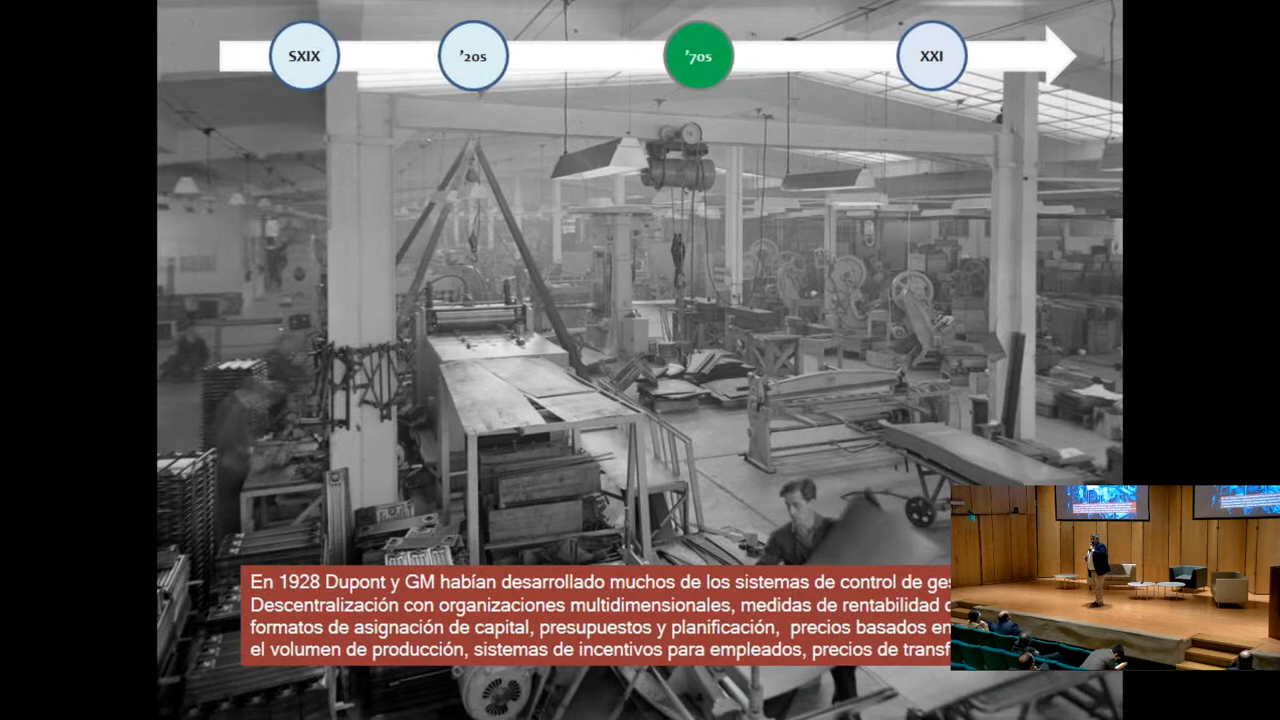 SXIX
'20s
'70s
XXI
En 1928 Dupont y GM habían desarrollado muchos de los sistemas de control de
Descentralización con organizaciones multidimensionales, medidas de rentabilidad
formatos de asignación de capital, presupuestos y planificación, precios basados en
el volumen de producción, sistemas de incentivos para empleados, precios de